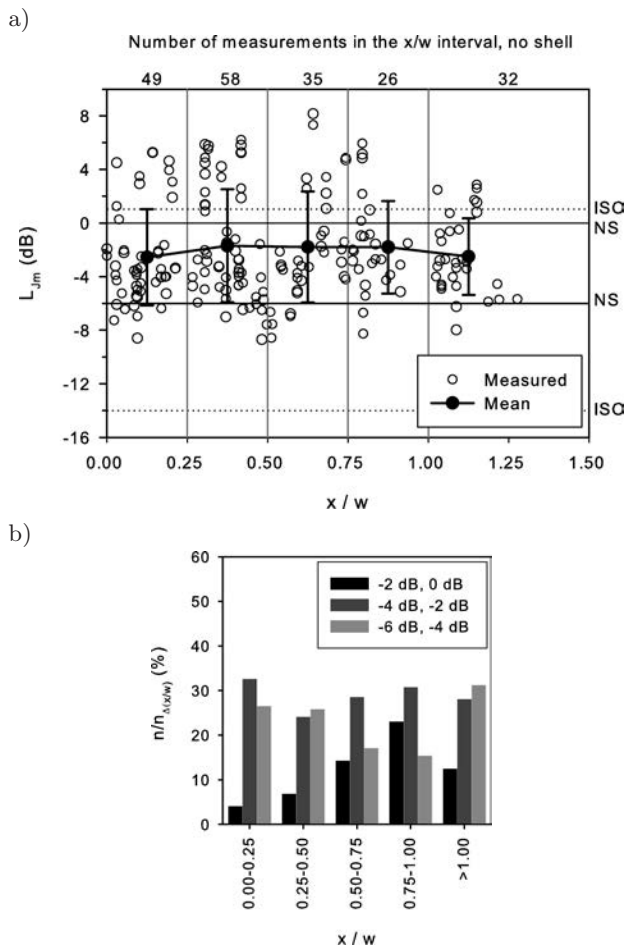 a)
Number of measurements in the x/w interval, no shell
49 58 35 26 32
8
4
0
-4
-8
-12
-16
L_Jm (dB)
ISO
NS
NS
ISO
Measured
Mean
0.00 0.25 0.50 0.75 1.00 1.25 1.50
x / w
b)
60
50
40
30
20
10
0
n/n_Δ(x/w) (%)
-2 dB, 0 dB
-4 dB, -2 dB
-6 dB, -4 dB
0.00-0.25
0.25-0.50
0.50-0.75
0.75-1.00
>1.00
x / w